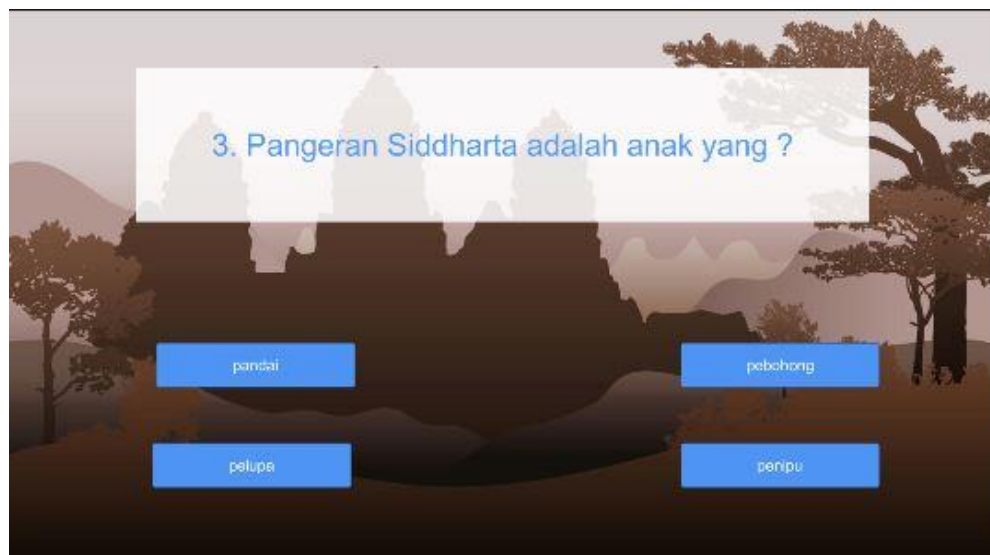 3. Pangeran Siddharta adalah anak yang ?
pandai
pebohong
pelupa
penipu